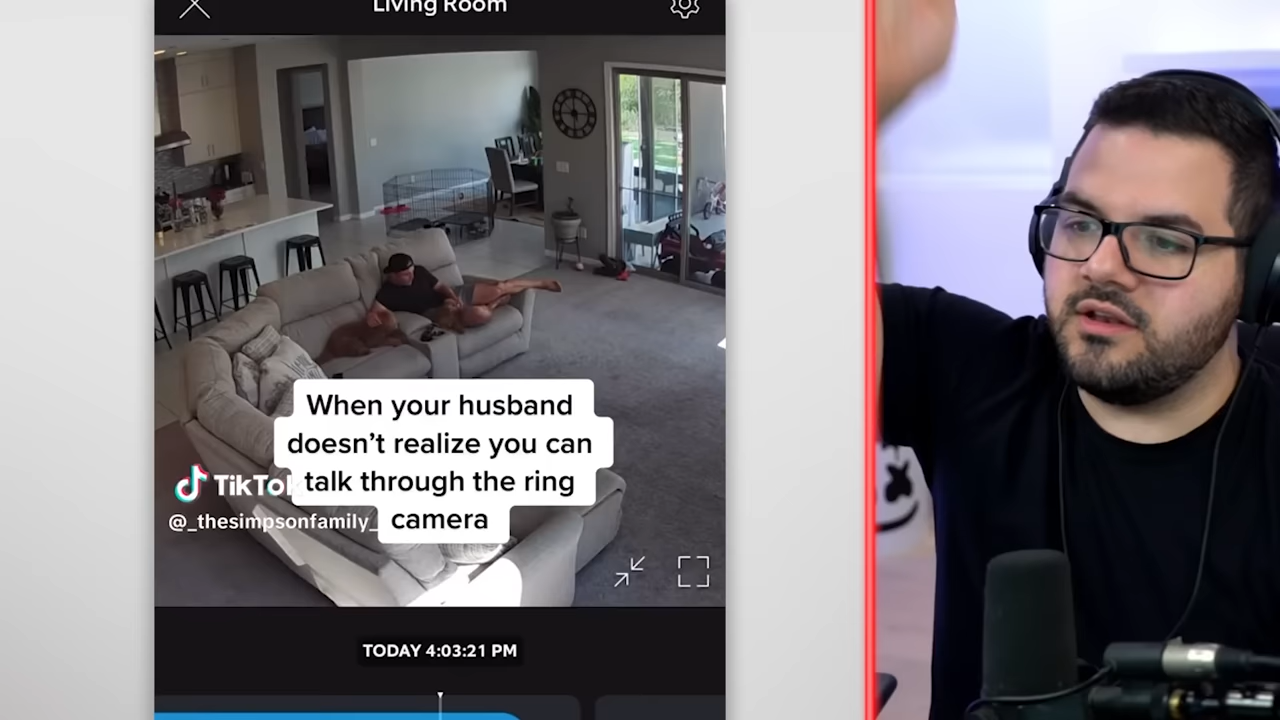 Living Room
When your husband
doesn't realize you can
talk through the ring
camera
TikTok
@_thesimpsonfamily_
TODAY 4:03:21 PM